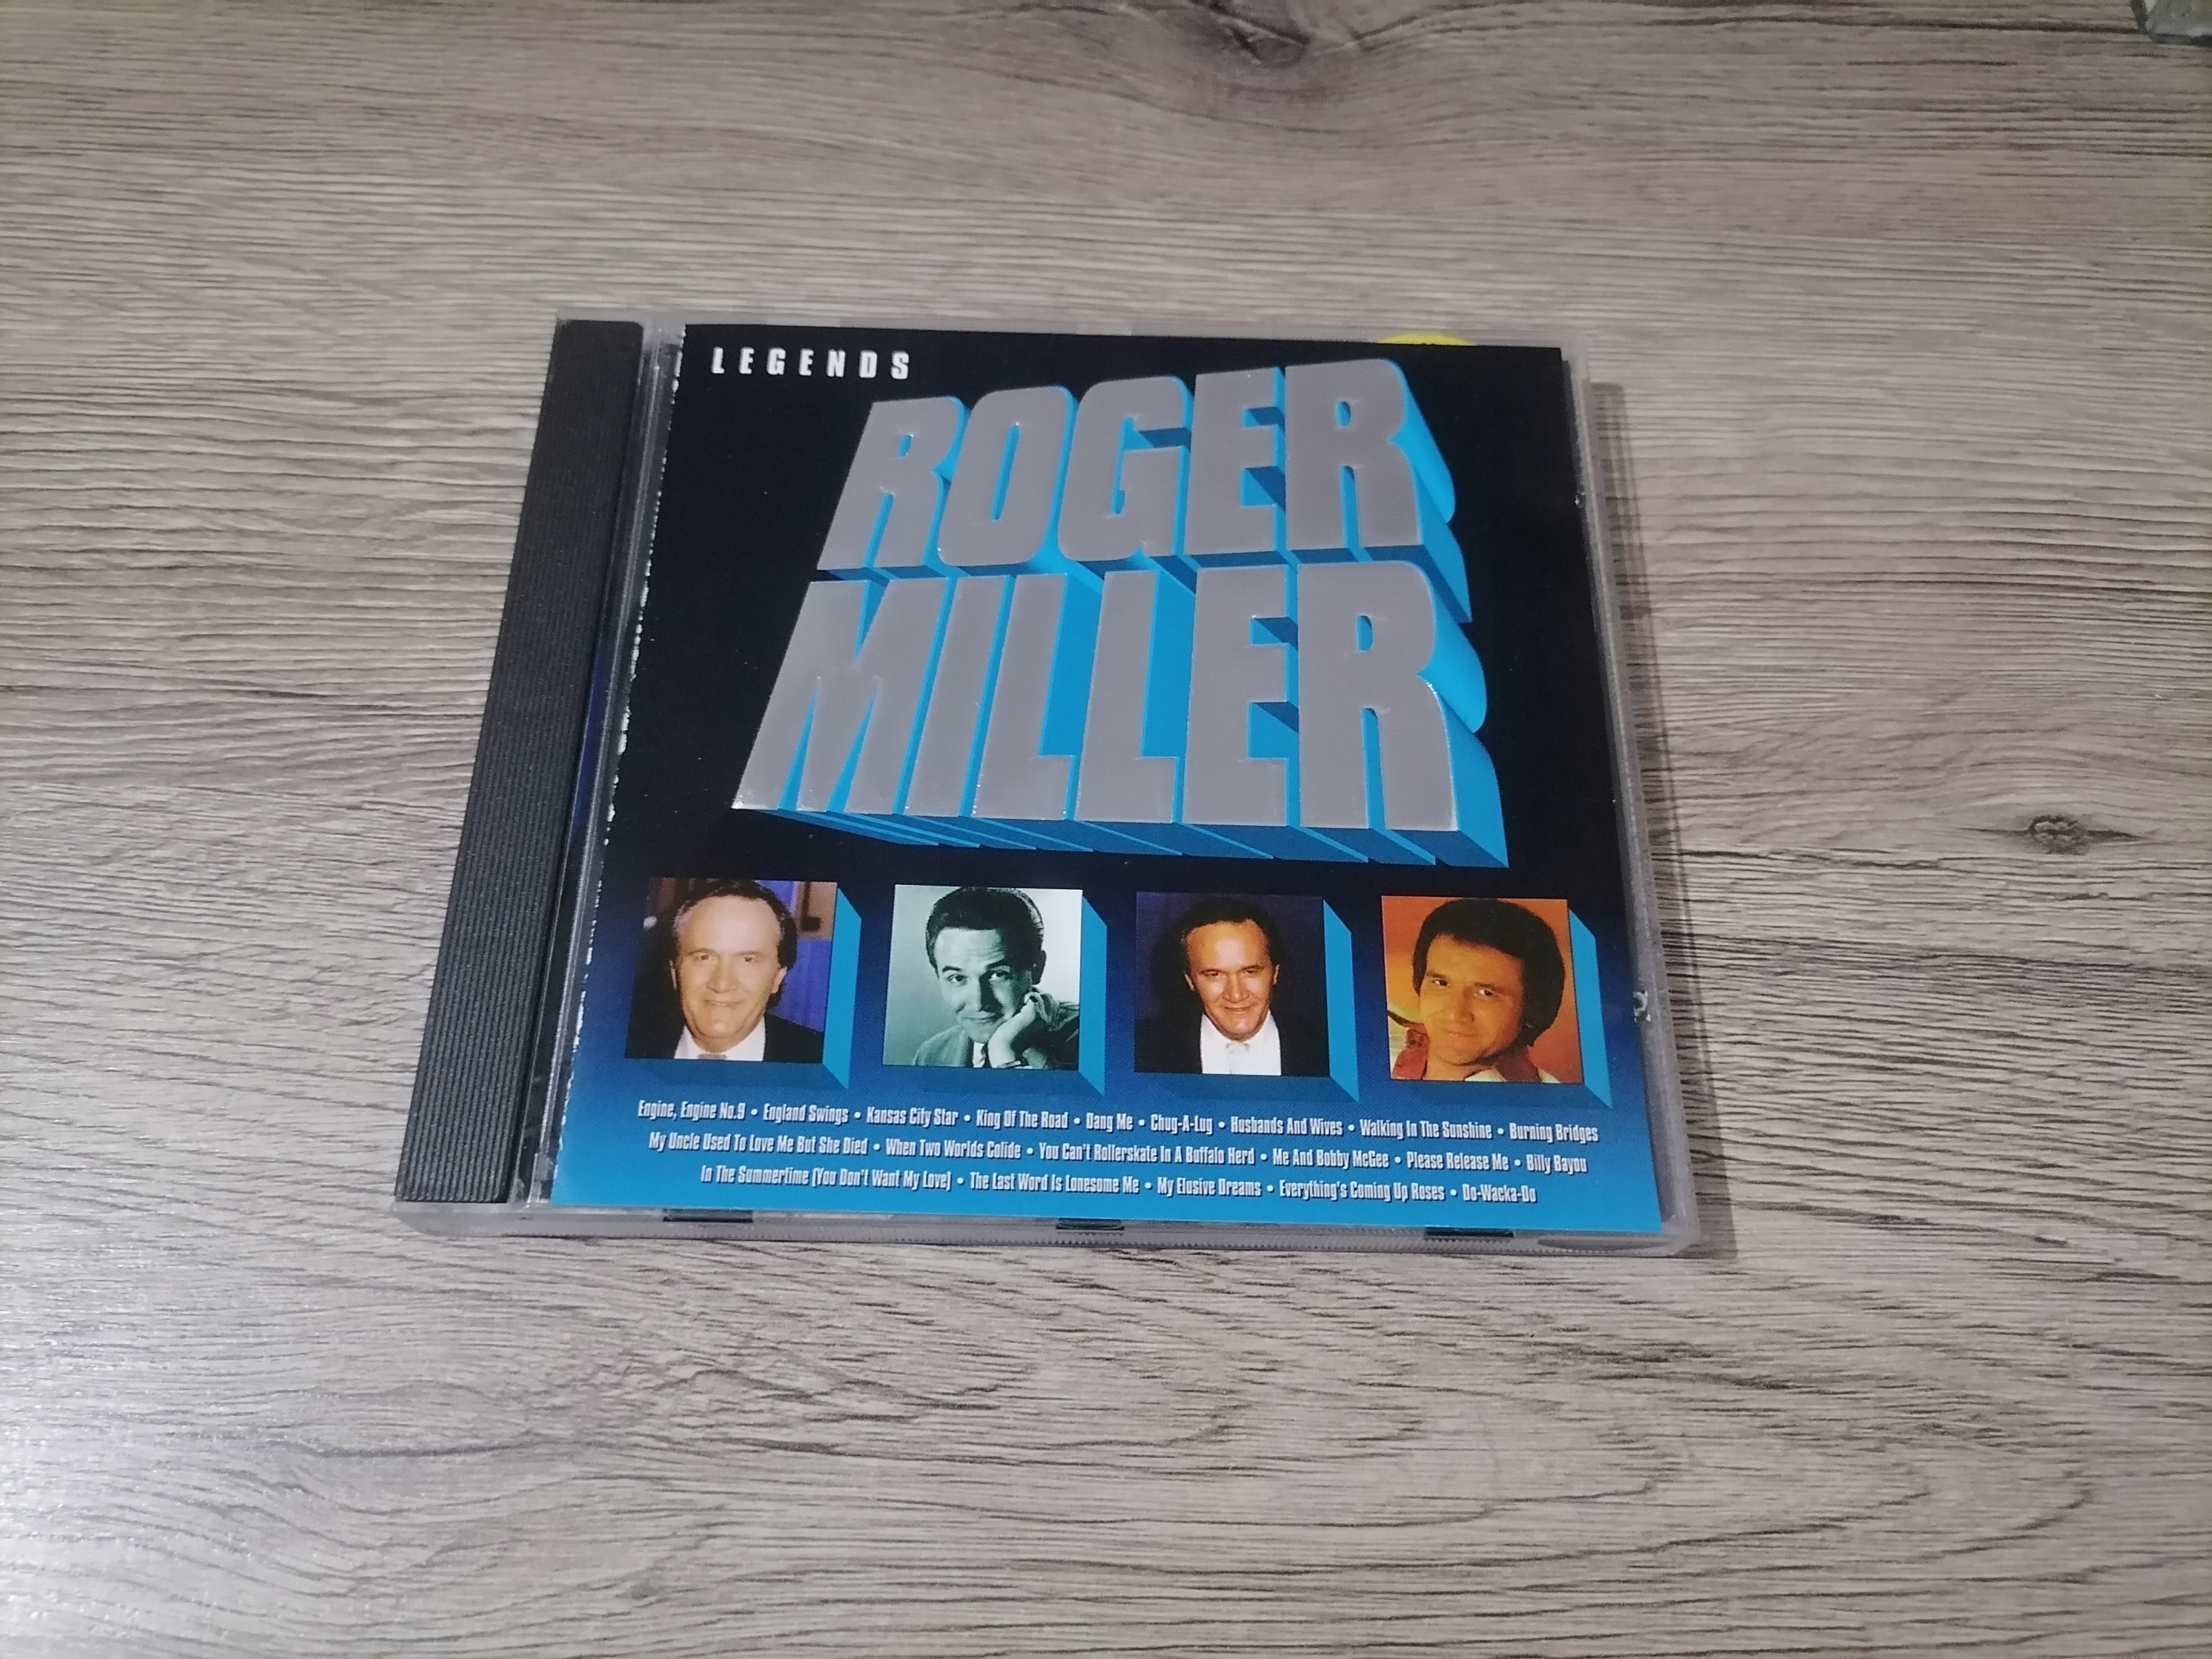 LEGENDS
ROGER
MILLER
Engine, Engine No.9 • England Swings • Kansas City Star • King Of The Road • Dang Me • Chug-A-Lug • Husbands And Wives • Walking In The Sunshine • Burning Bridges
My Uncle Used To Love Me But She Died • When Two Worlds Colide • You Can't Rollerskate In A Buffalo Herd • Me And Bobby McGee • Please Release Me • Billy Bayou
In The Summertime (You Don't Want My Love) • The Last Word Is Lonesome Me • My Elusive Dreams • Everything's Coming Up Roses • Do-Wacka-Do